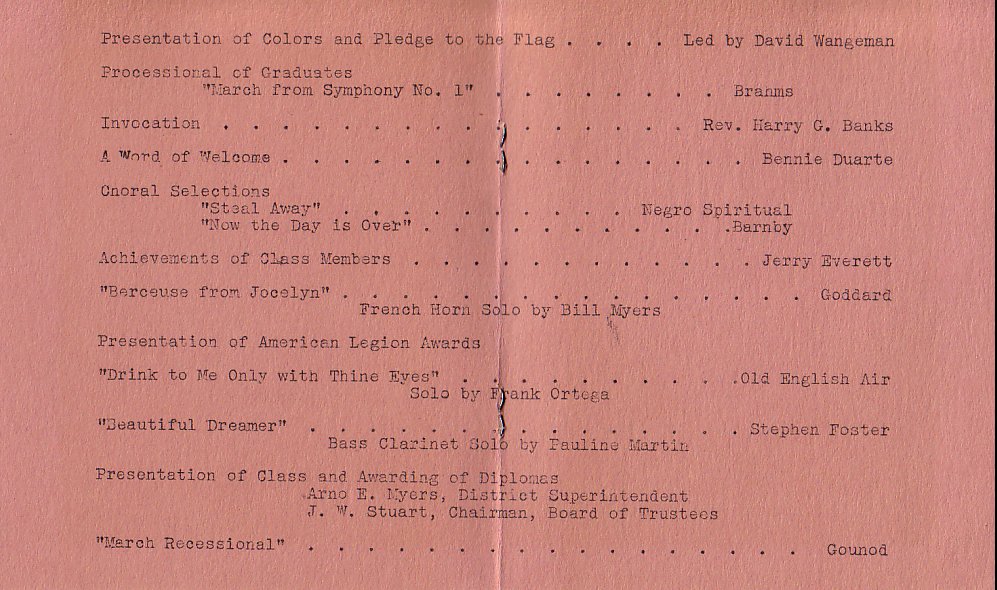 Presentation of Colors and Pledge to the Flag . . . . Led by David Wangeman
Processional of Graduates
"March from Symphony No. 1" . . . . . . . . Brahms
Invocation . . . . . . . . . . . . . . . . Rev. Harry G. Banks
A Word of Welcome . . . . . . . . . . . . . . . . Bennie Duarte
Choral Selections
"Steal Away" . . . . . . . . . . Negro Spiritual
"Now the Day is Over" . . . . . . . . . . .Barnby
Achievements of Class Members . . . . . . . . . . . . Jerry Everett
"Berceuse from Jocelyn" . . . . . . . . . . . . . . . . Goddard
French Horn Solo by Bill Myers
Presentation of American Legion Awards
"Drink to Me Only with Thine Eyes" . . . . . . . . . .Old English Air
Solo by Frank Ortega
"Beautiful Dreamer" . . . . . . . . . . . . . . . Stephen Foster
Bass Clarinet Solo by Pauline Martin
Presentation of Class and Awarding of Diplomas
Arno E. Myers, District Superintendent
J. W. Stuart, Chairman, Board of Trustees
"March Recessional" . . . . . . . . . . . . . . . . . Gounod